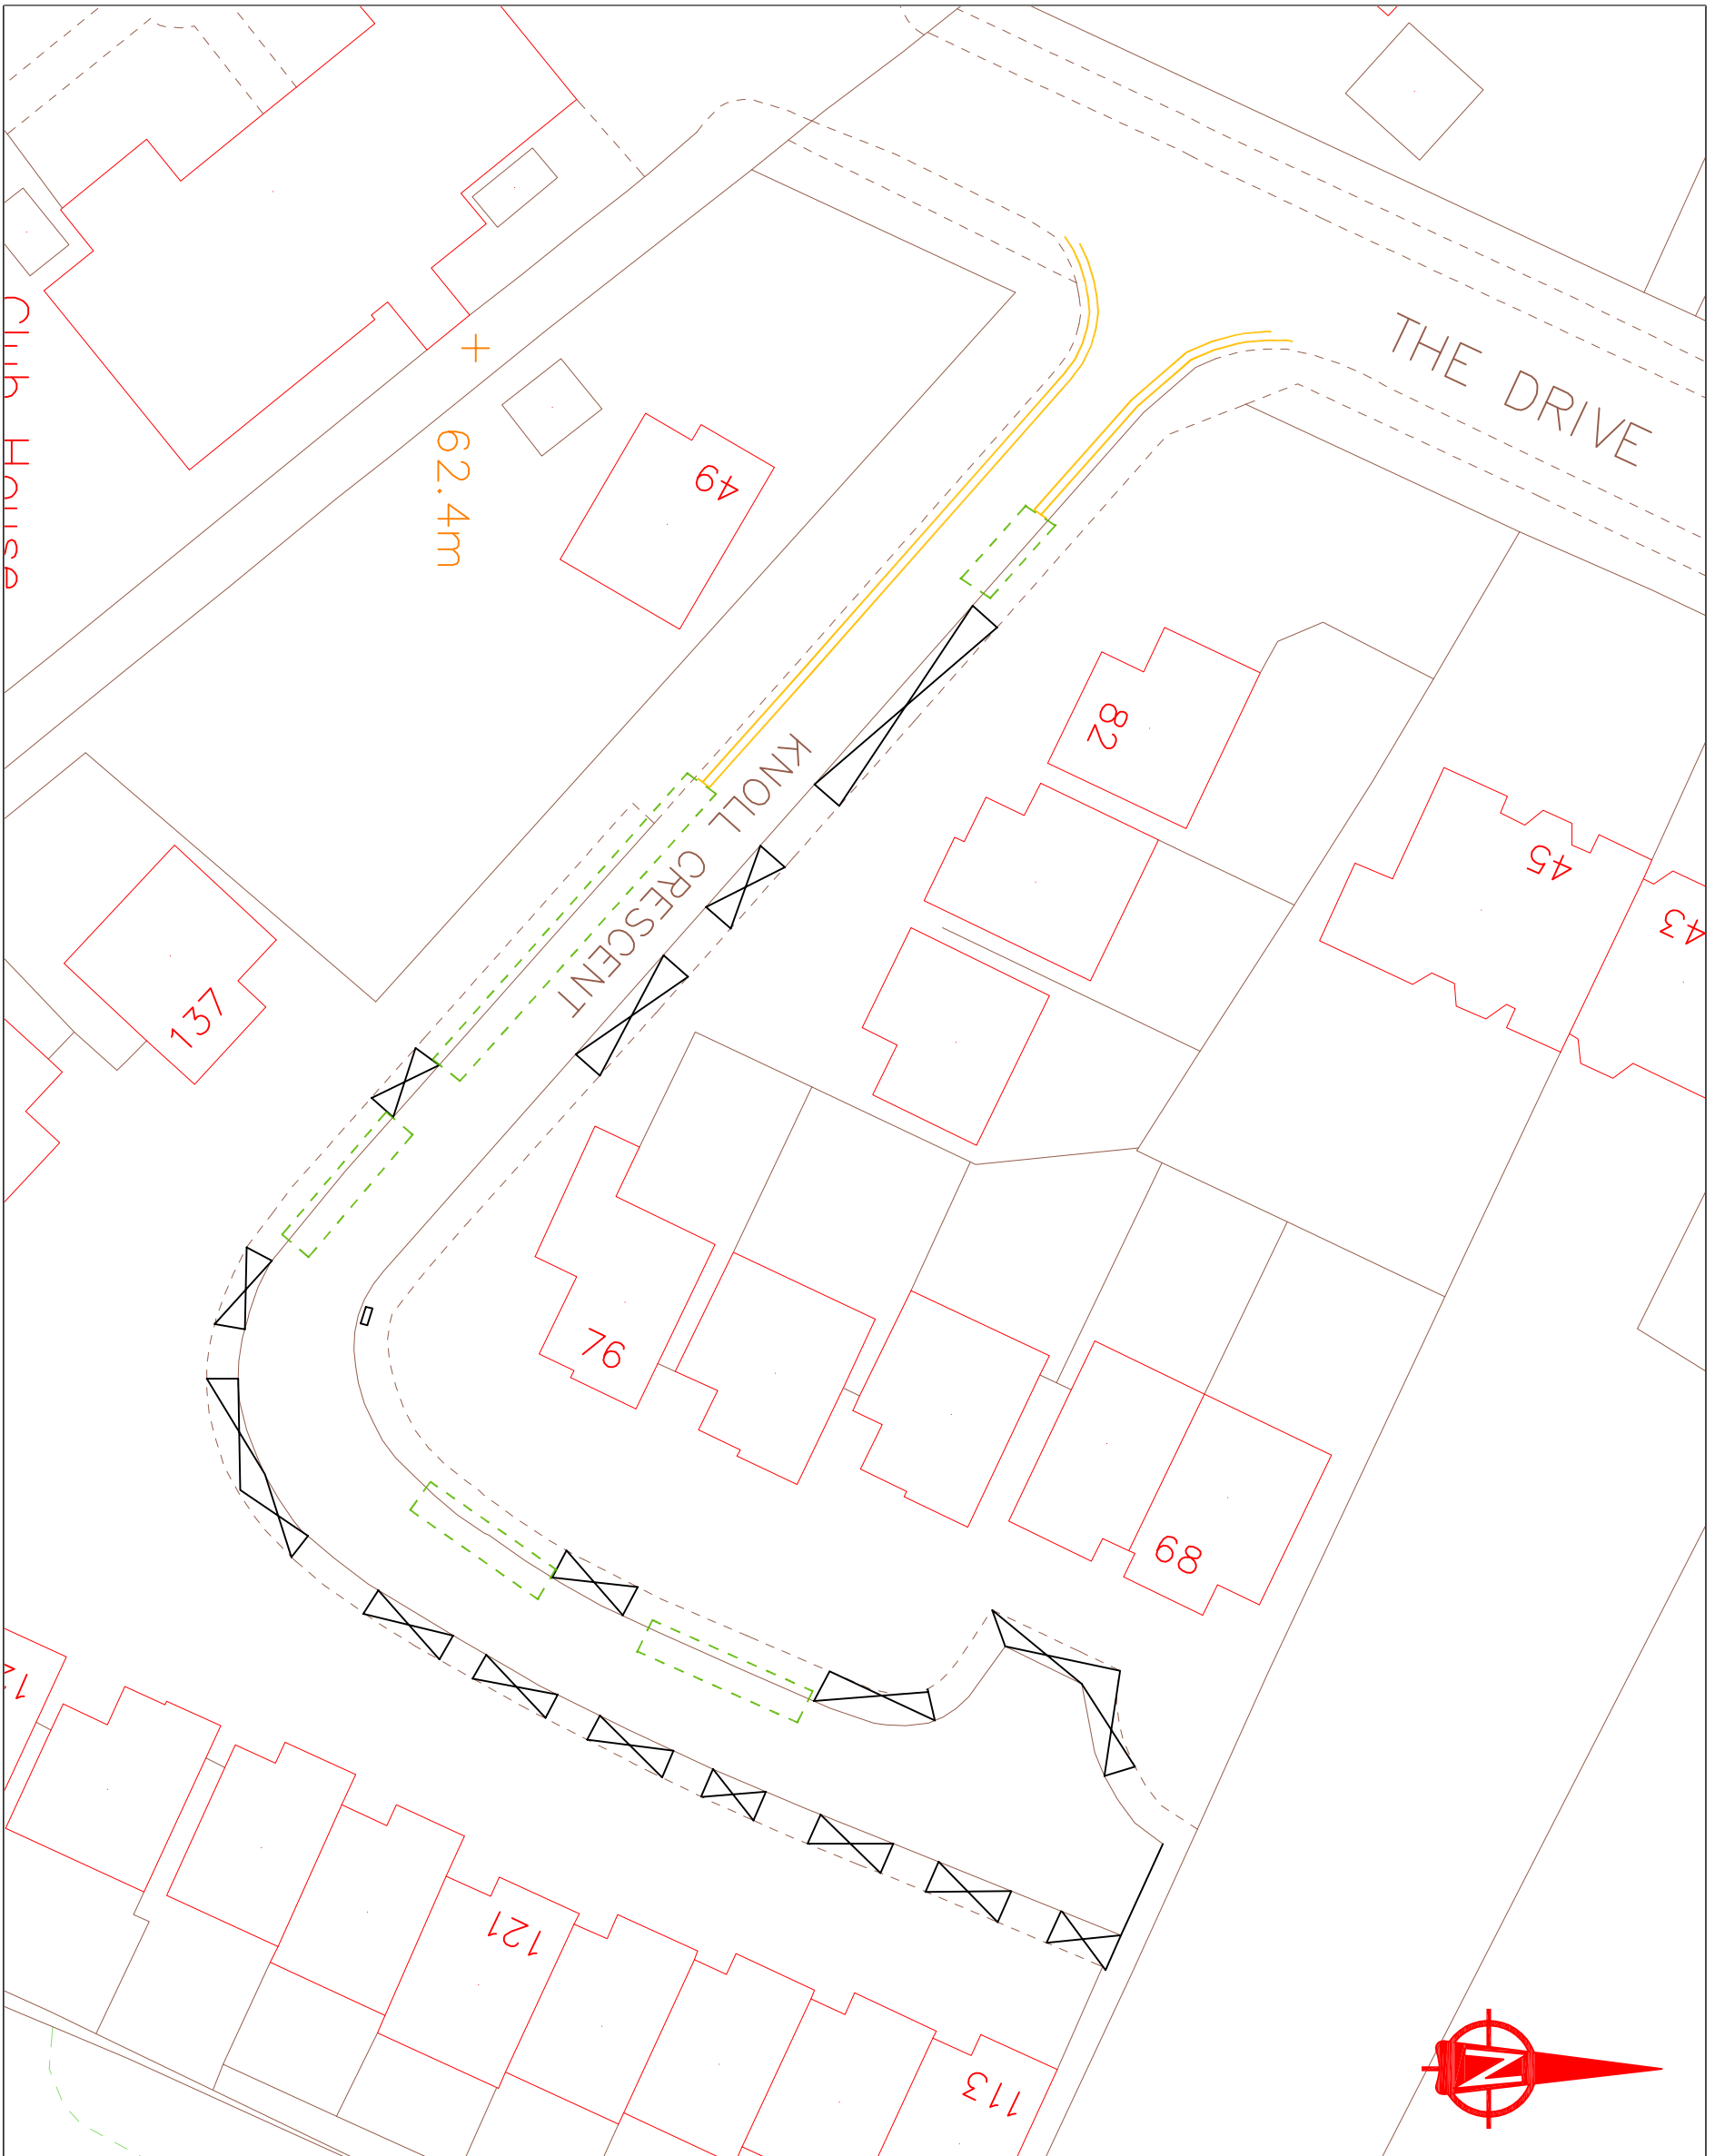 THE DRIVE
Club House
62.4m
49
82
KNOLL CRESCENT
45
43
137
76
68
121
113
N